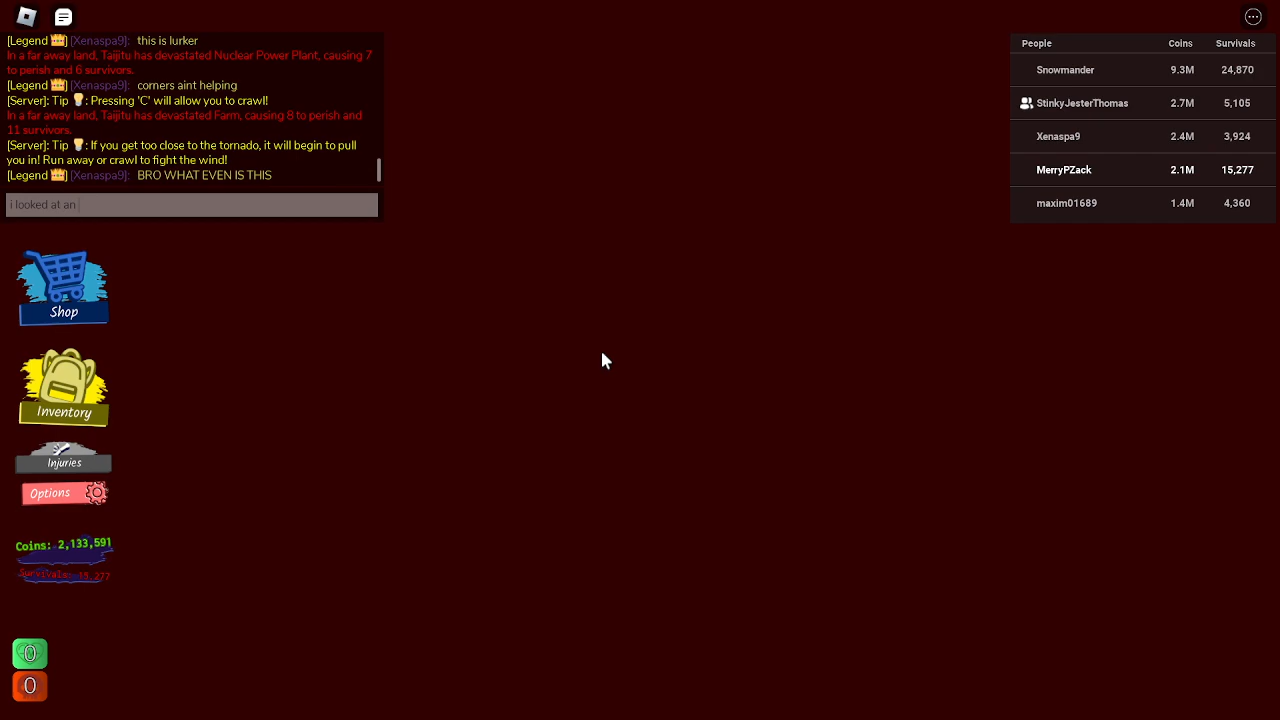 [Legend 👑] [Xenaspa9]: this is lurker
In a far away land, Taijitu has devastated Nuclear Power Plant, causing 7
to perish and 6 survivors.
[Legend 👑] [Xenaspa9]: corners aint helping
[Server]: Tip 💡: Pressing 'C' will allow you to crawl!
In a far away land, Taijitu has devastated Farm, causing 8 to perish and
11 survivors.
[Server]: Tip 💡: If you get too close to the tornado, it will begin to pull
you in! Run away or crawl to fight the wind!
[Legend 👑] [Xenaspa9]: BRO WHAT EVEN IS THIS
i looked at an
People Coins Survivals
Snowmander 9.3M 24,870
StinkyJesterThomas 2.7M 5,105
Xenaspa9 2.4M 3,924
MerryPZack 2.1M 15,277
maxim01689 1.4M 4,360
Shop
Inventory
Injuries
Options
Coins: 2,133,591
Survivals: 15,277
0
0